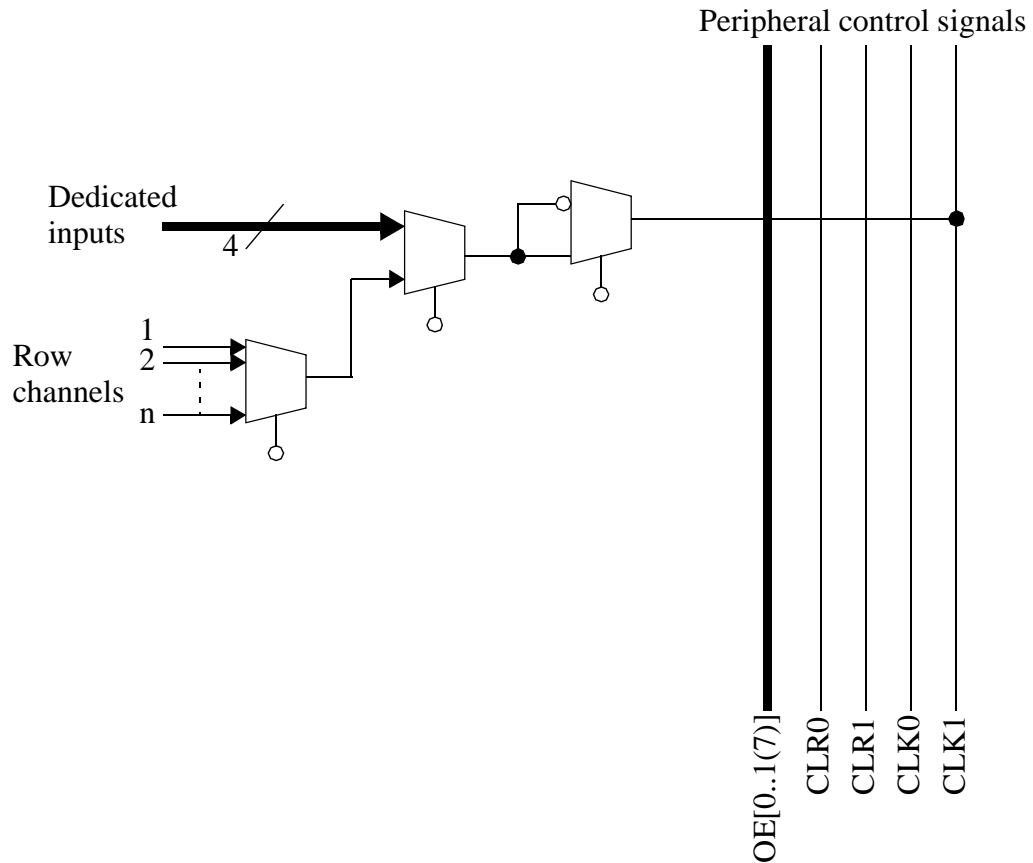 Peripheral control signals
Dedicated
inputs
4
Row
channels
1
2
n
OE[0..1(7)]
CLR0
CLR1
CLK0
CLK1